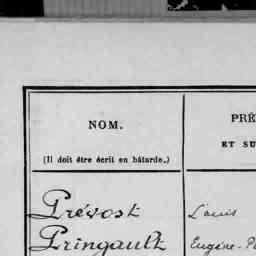 NOM.
PRÉ
ET SU
(Il doit être écrit en bâtarde.)
Prévost Louis
Pringault Eugène-